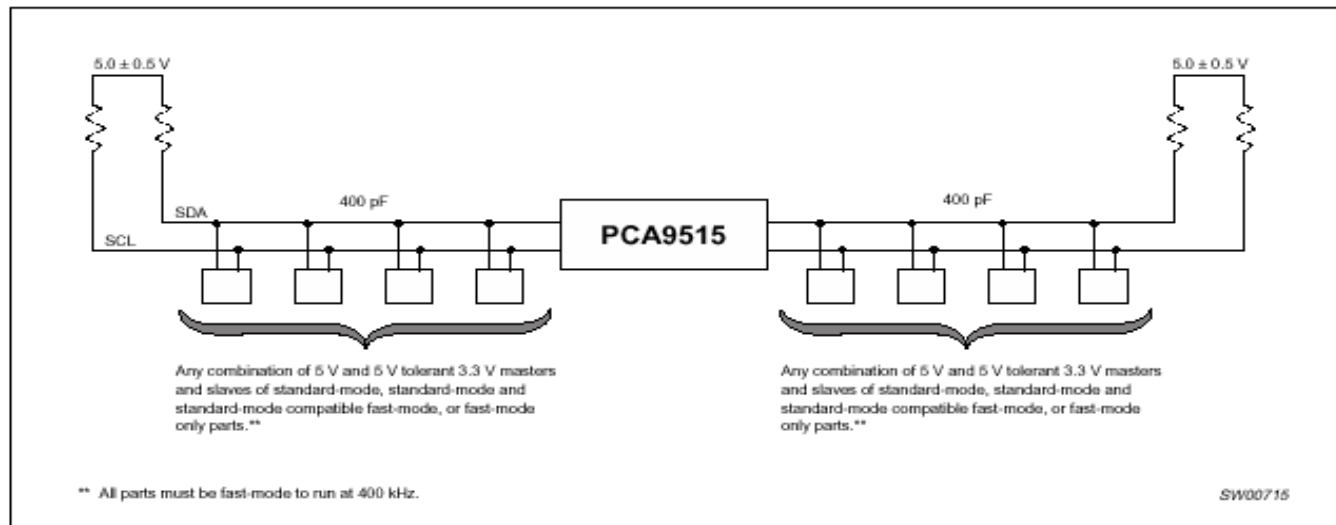 5.0 ± 0.5 V
5.0 ± 0.5 V
400 pF
400 pF
SDA
SCL
PCA9515
Any combination of 5 V and 5 V tolerant 3.3 V masters
and slaves of standard-mode, standard-mode and
standard-mode compatible fast-mode, or fast-mode
only parts.**
Any combination of 5 V and 5 V tolerant 3.3 V masters
and slaves of standard-mode, standard-mode and
standard-mode compatible fast-mode, or fast-mode
only parts.**
** All parts must be fast-mode to run at 400 kHz.
SW00715